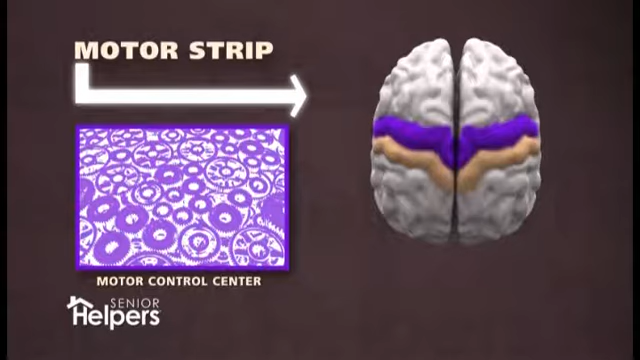 MOTOR STRIP
MOTOR CONTROL CENTER
SENIOR
Helpers